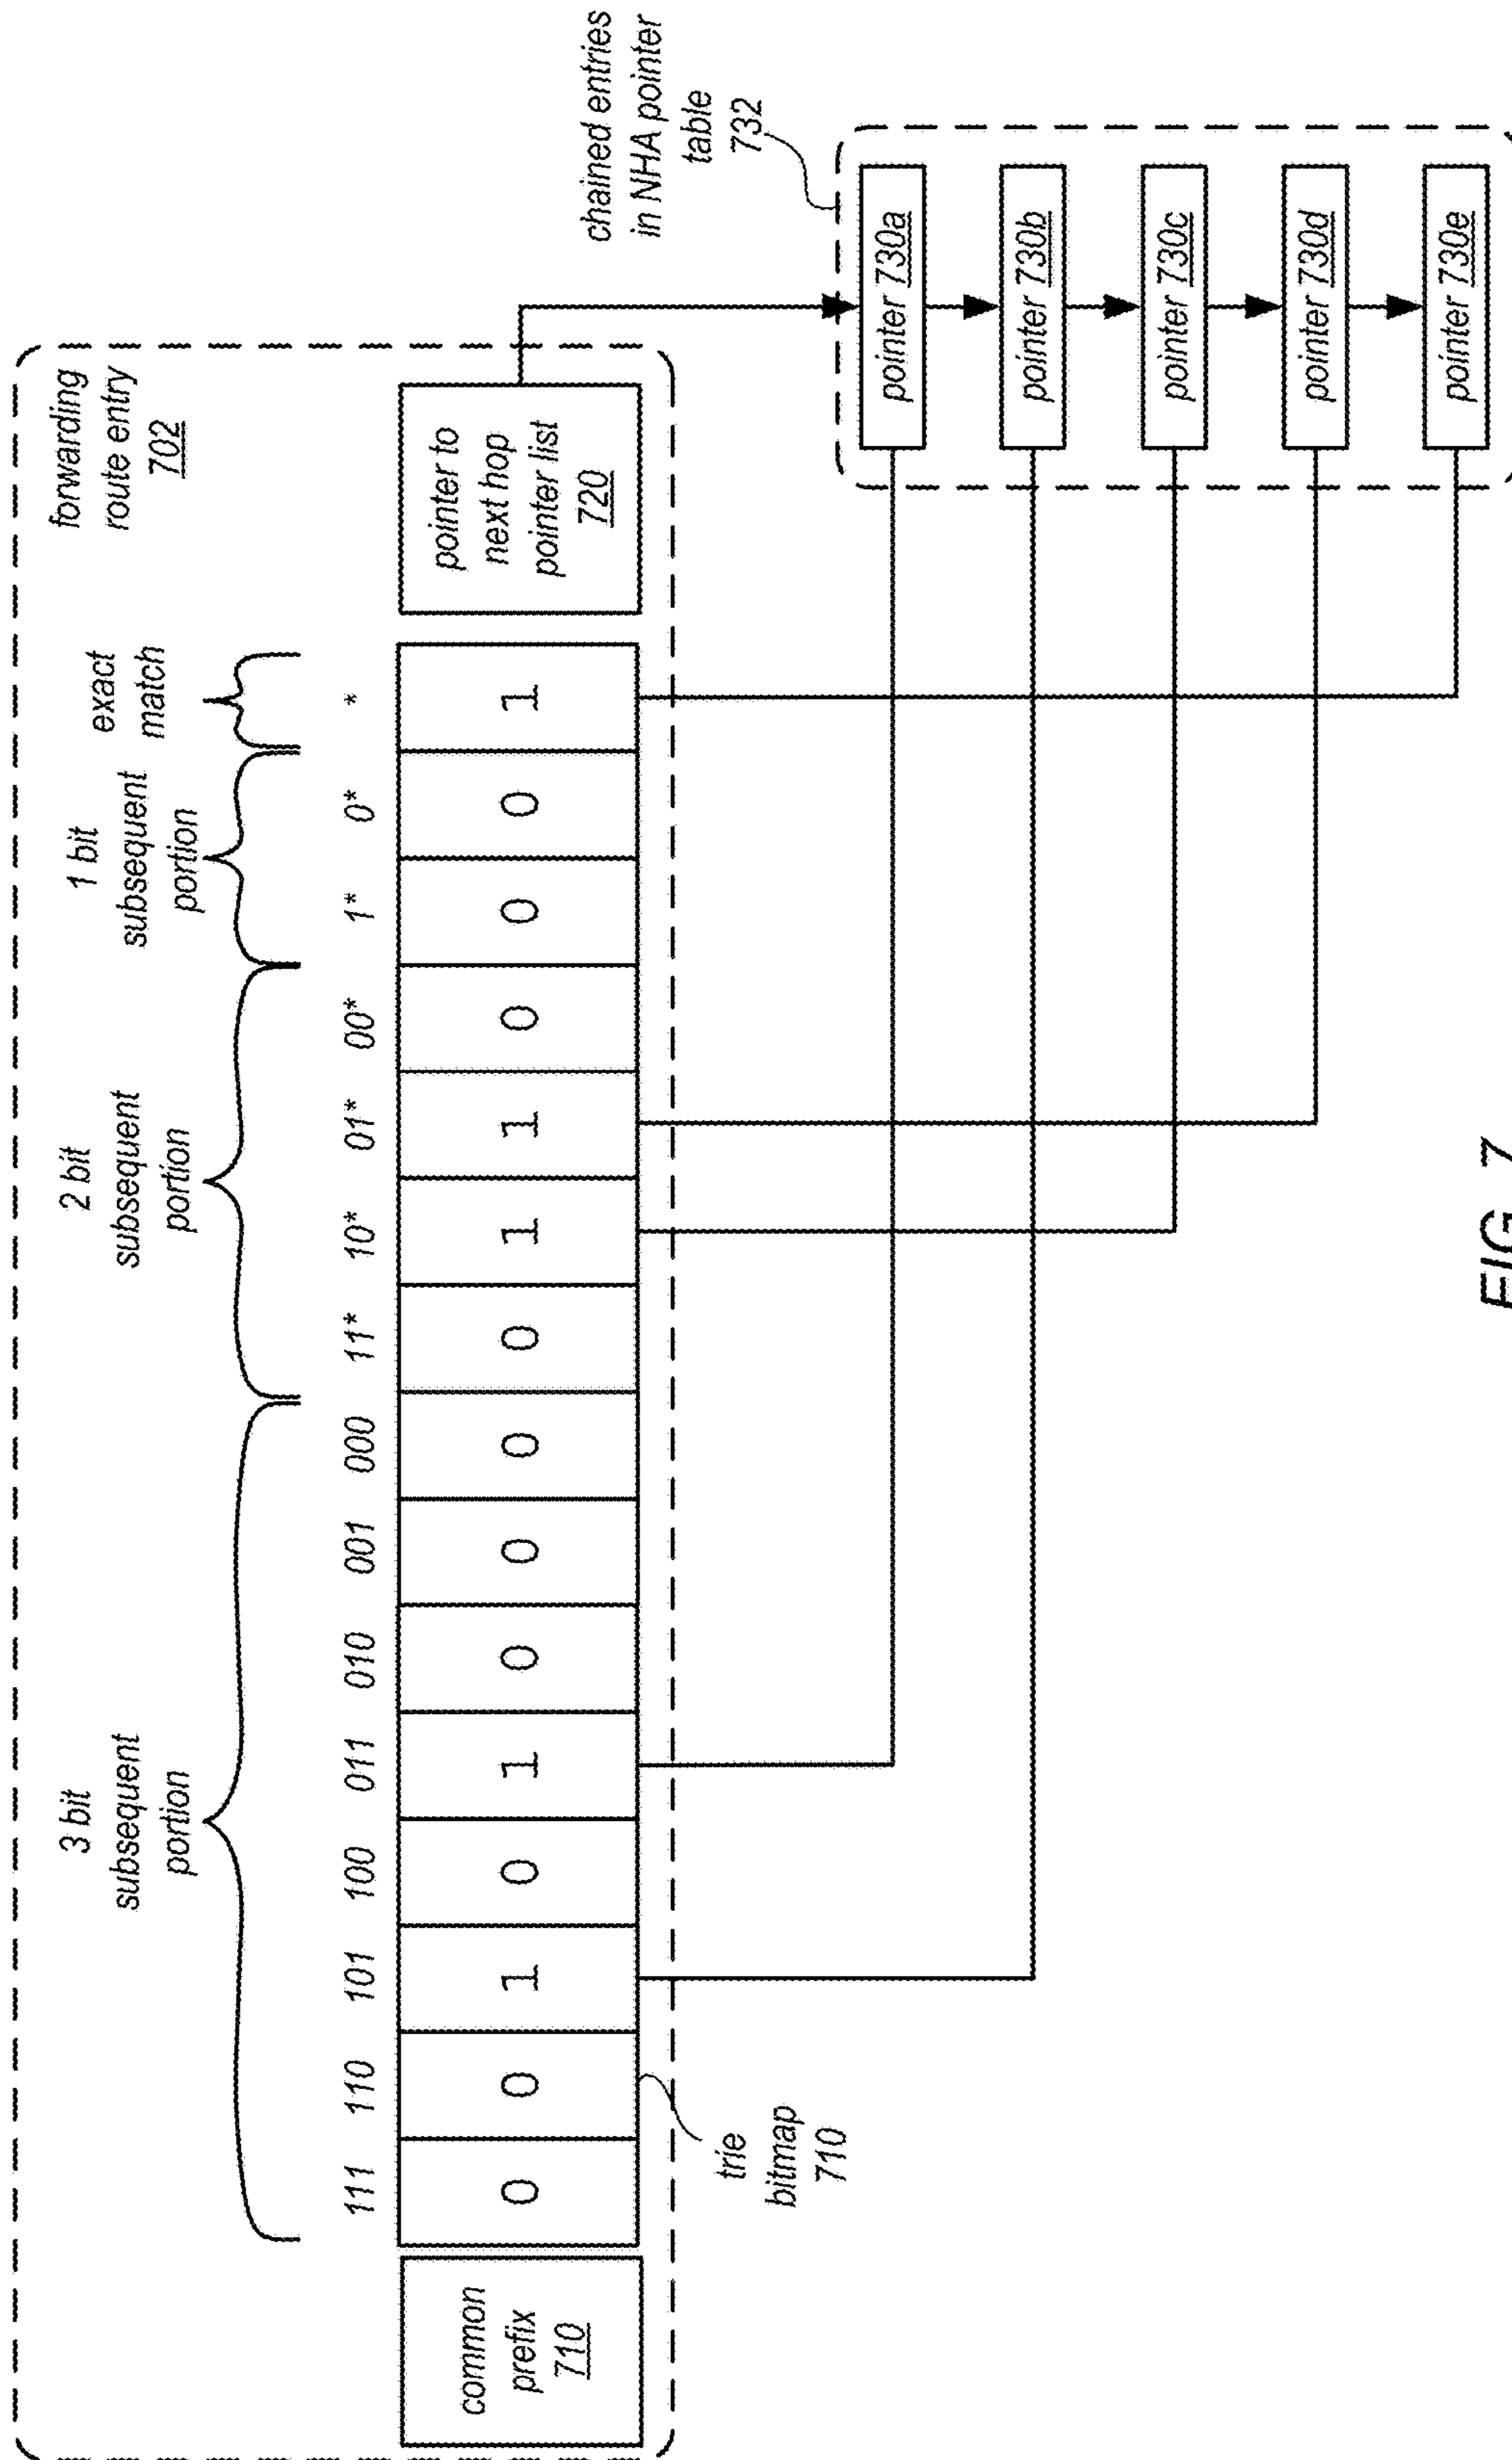 forwarding
route entry
702
3 bit
subsequent
portion
2 bit
subsequent
portion
1 bit
subsequent
portion
exact
match
111 110 101 100 011 010 001 000 11* 10* 01* 00* 1* 0* *
common
prefix
710
0 0 1 0 1 0 0 0 0 1 1 0 0 0 1
pointer to
next hop
pointer list
720
trie
bitmap
710
chained entries
in NHA pointer
table
732
pointer 730a
pointer 730b
pointer 730c
pointer 730d
pointer 730e
FIG. 7